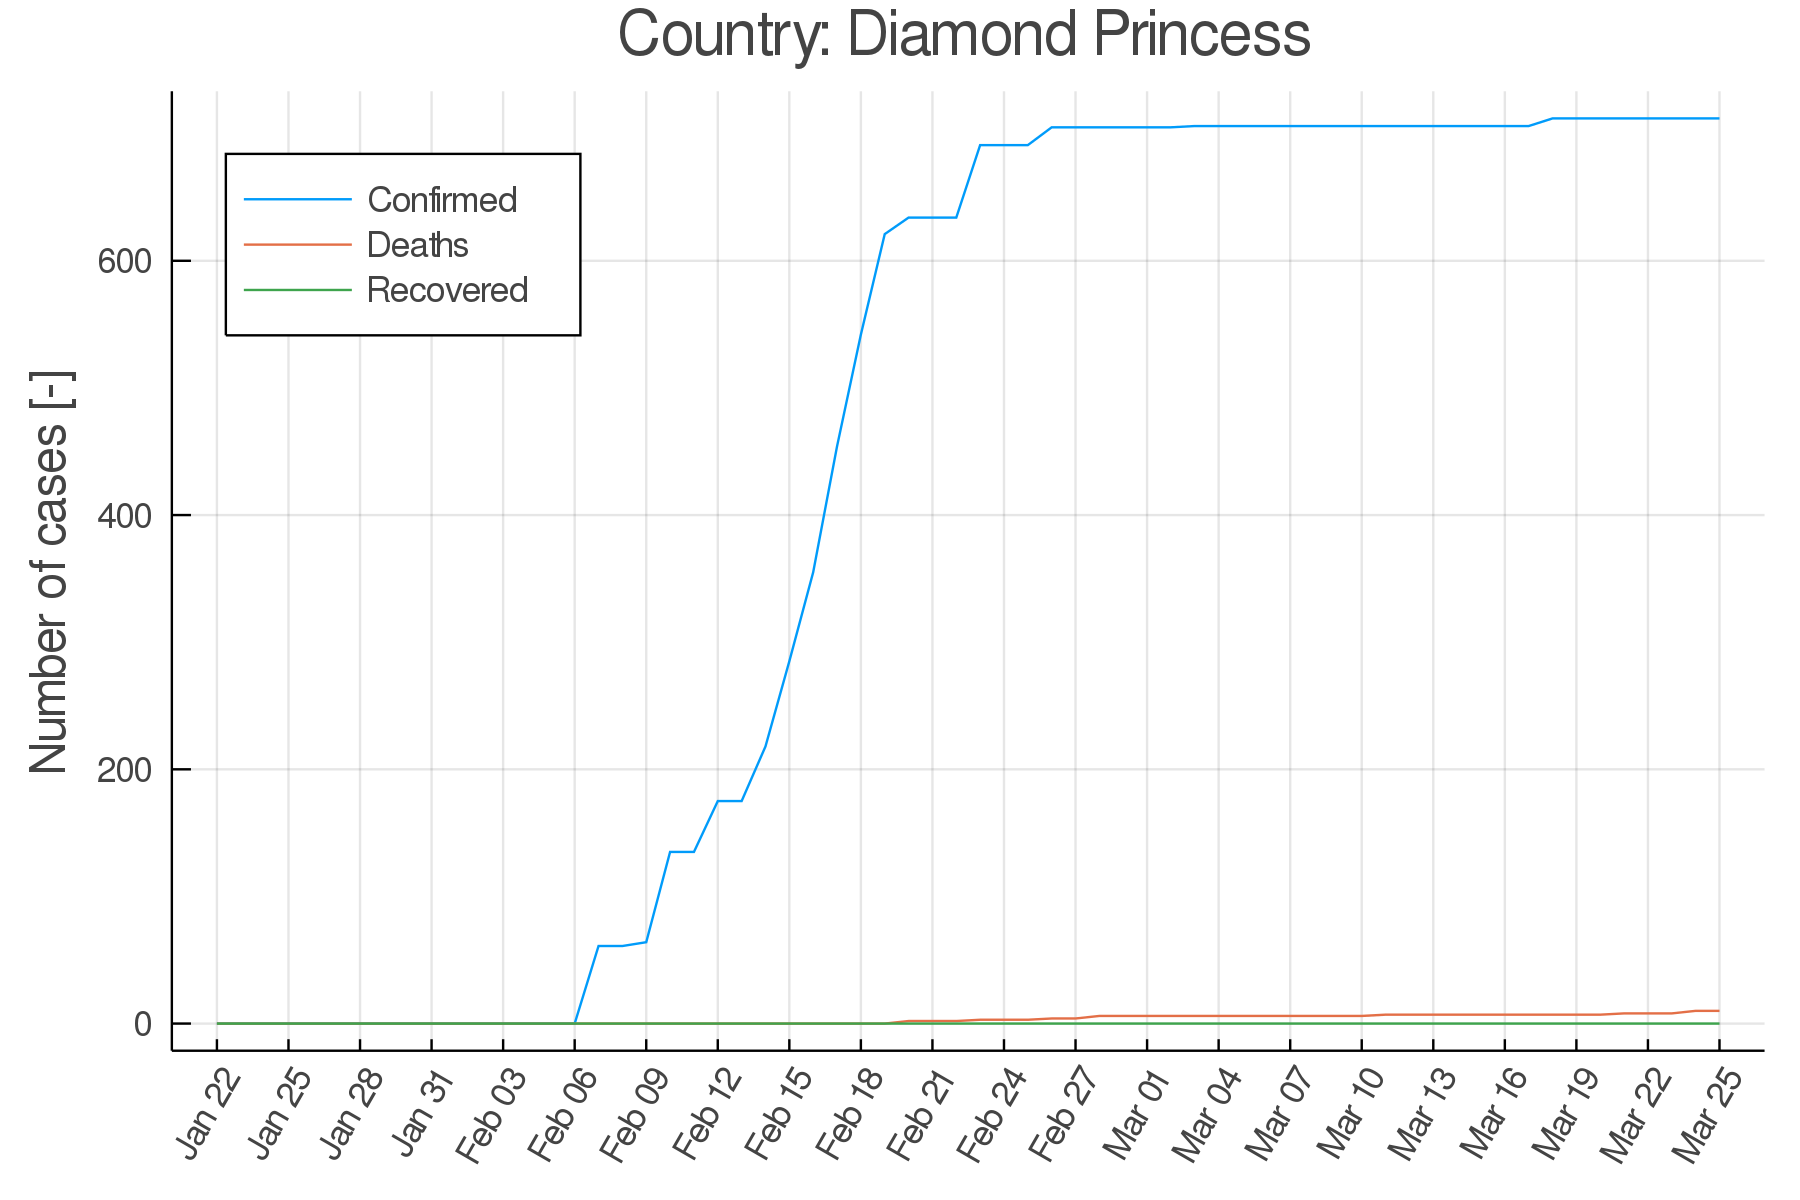 Country: Diamond Princess
Number of cases [-]
Confirmed
Deaths
Recovered
600
400
200
0
Jan 22
Jan 25
Jan 28
Jan 31
Feb 03
Feb 06
Feb 09
Feb 12
Feb 15
Feb 18
Feb 21
Feb 24
Feb 27
Mar 01
Mar 04
Mar 07
Mar 10
Mar 13
Mar 16
Mar 19
Mar 22
Mar 25